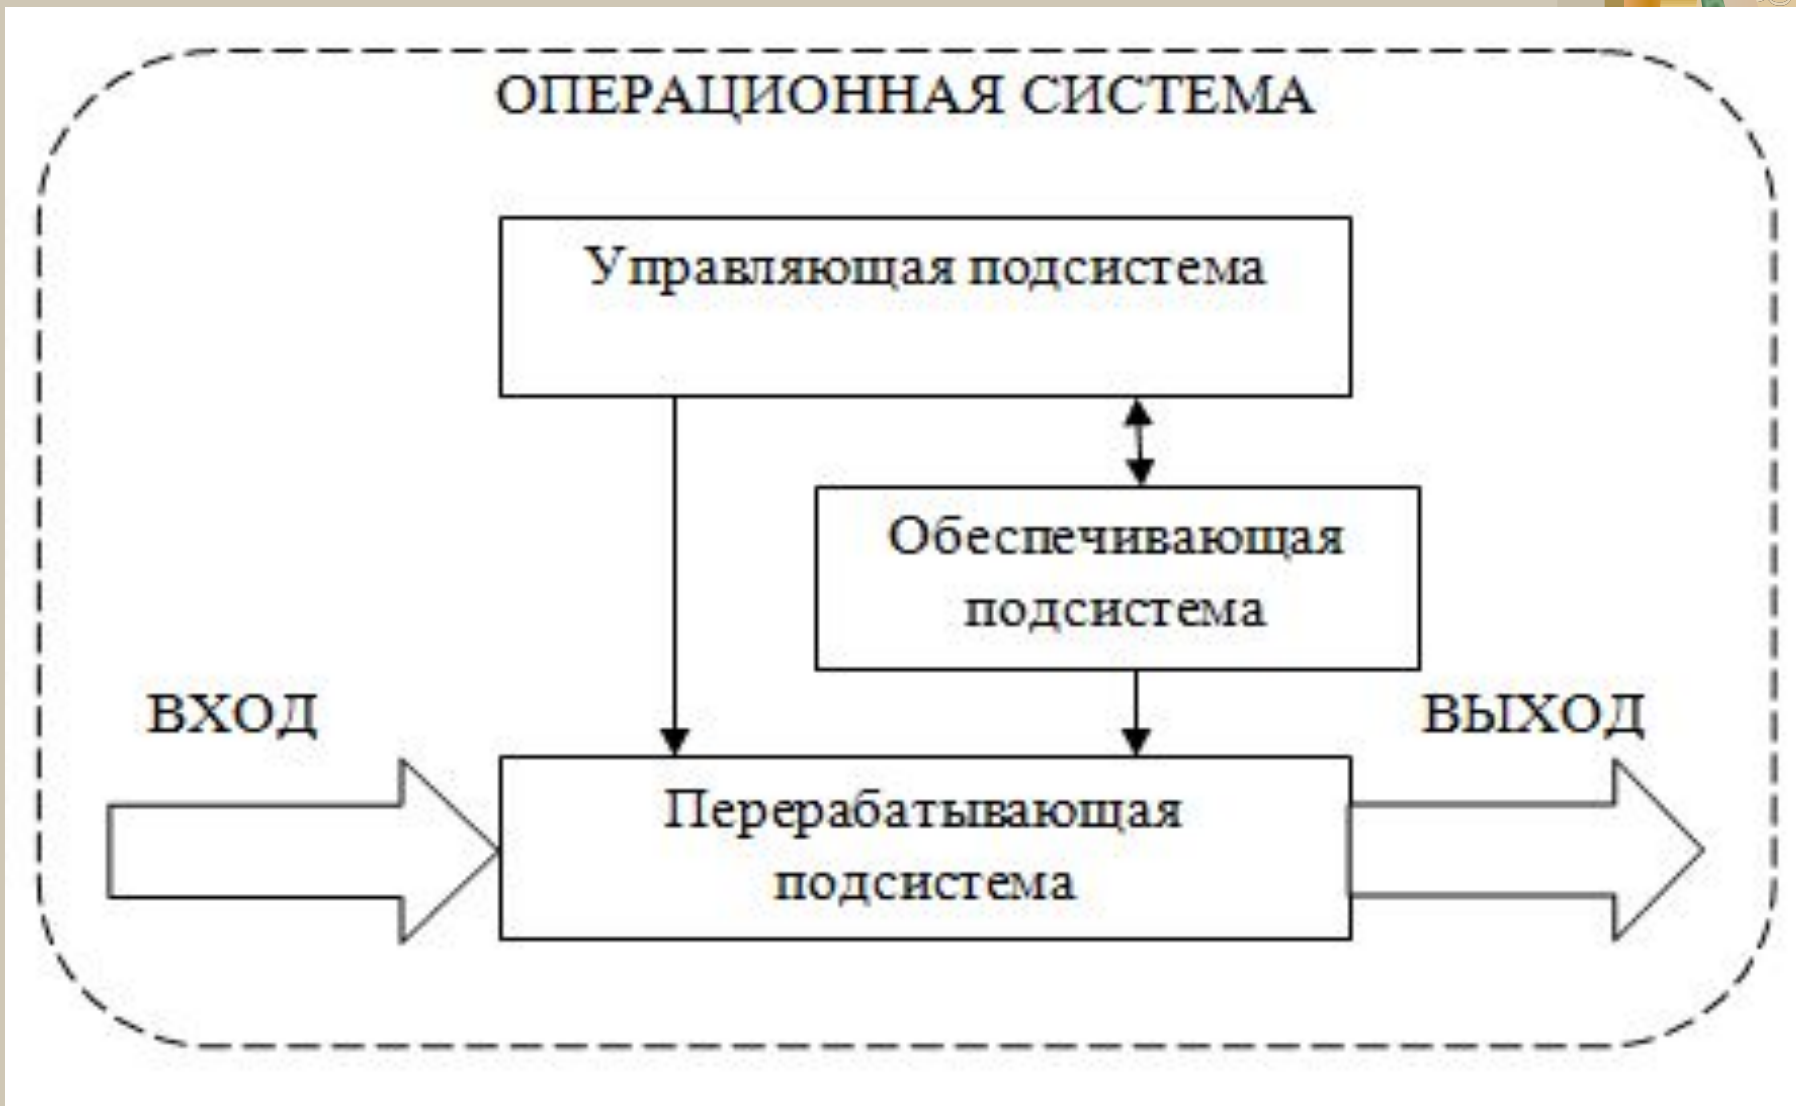 ОПЕРАЦИОННАЯ СИСТЕМА
Управляющая подсистема
Обеспечивающая
подсистема
ВХОД
ВЫХОД
Перерабатывающая
подсистема